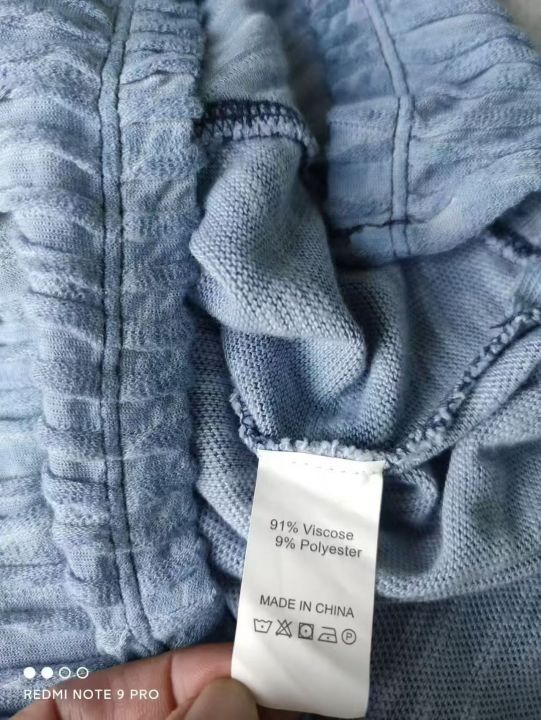 91% Viscose
9% Polyester
MADE IN CHINA
P
REDMI NOTE 9 PRO